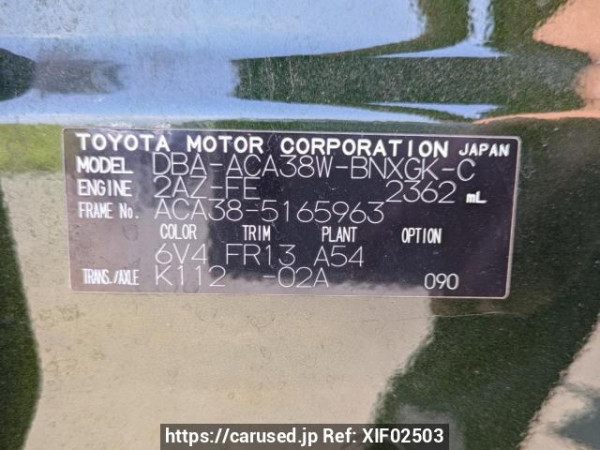 TOYOTA MOTOR CORPORATION JAPAN
MODEL DBA-ACA38W-BNXGK-C
ENGINE 2AZ-FE 2362 mL
FRAME No. ACA38-5165963
COLOR TRIM PLANT OPTION
6V4 FR13 A54
TRANS./AXLE K112 -02A 090
https://carused.jp Ref: XIF02503